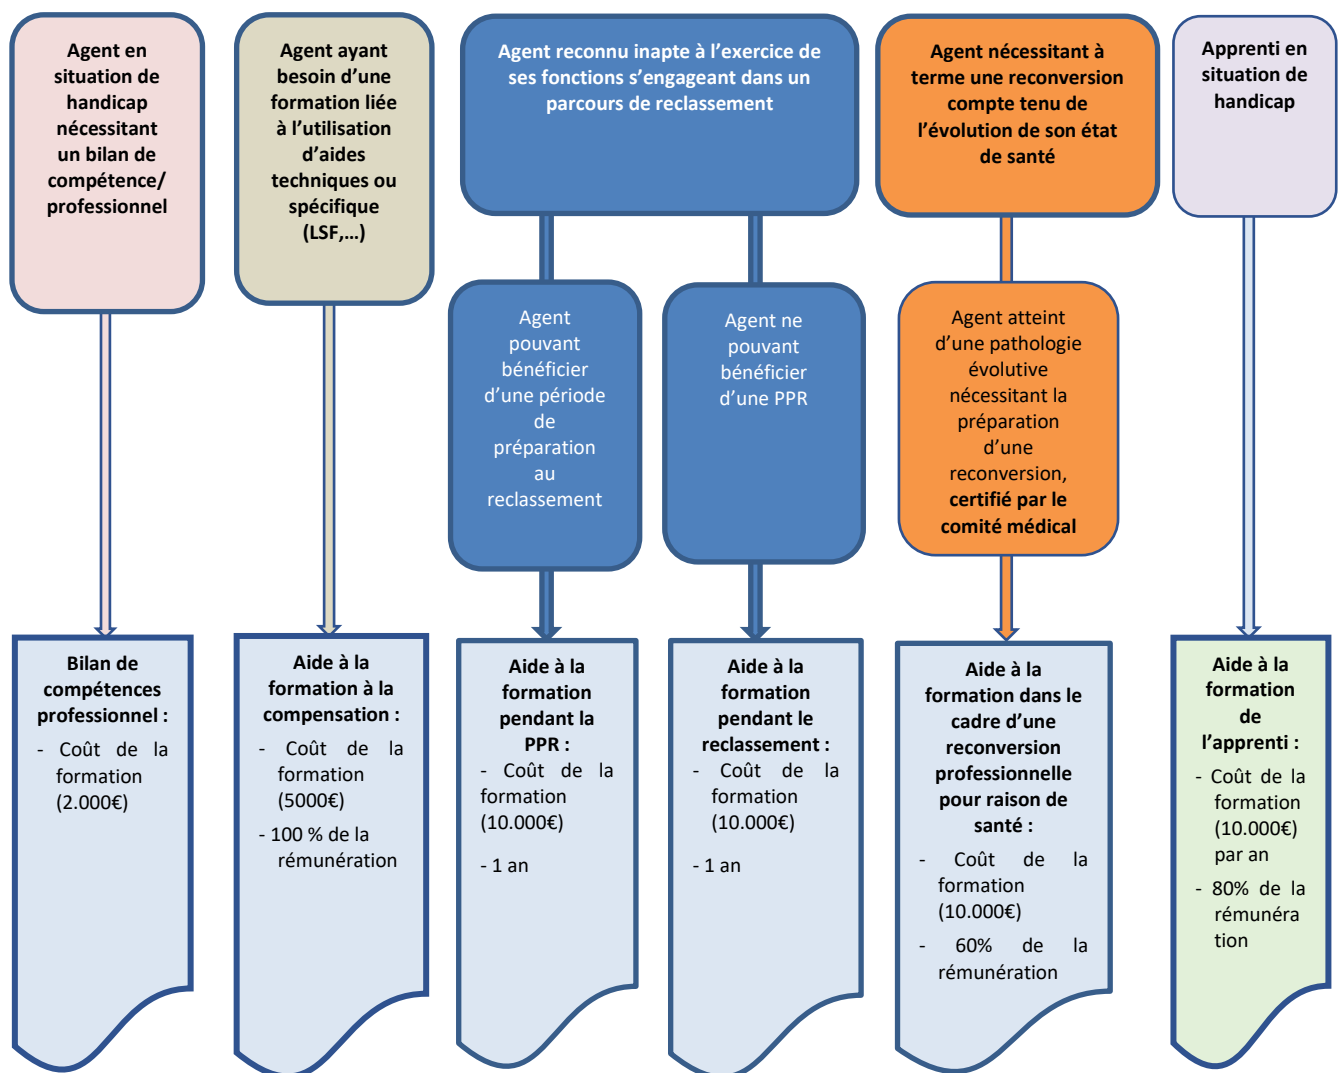 Agent en
situation de
handicap
nécessitant
un bilan de
compétence/
professionnel
Agent ayant
besoin d’une
formation liée
à l’utilisation
d’aides
techniques ou
spécifique
(LSF,…)
Agent reconnu inapte à l’exercice de
ses fonctions s’engageant dans un
parcours de reclassement
Agent nécessitant à
terme une reconversion
compte tenu de
l’évolution de son état
de santé
Apprenti en
situation de
handicap
Agent
pouvant
bénéficier
d’une période
de
préparation
au
reclassement
Agent ne
pouvant
bénéficier
d’une PPR
Agent atteint
d’une pathologie
évolutive
nécessitant la
préparation
d’une
reconversion,
certifié par le
comité médical
Bilan de
compétences
professionnel :
- Coût de la
formation
(2.000€)
Aide à la
formation à la
compensation :
- Coût de la
formation
(5000€)
- 100 % de la
rémunération
Aide à la
formation
pendant la
PPR :
- Coût de la
formation
(10.000€)
- 1 an
Aide à la
formation
pendant le
reclassement :
- Coût de la
formation
(10.000€)
- 1 an
Aide à la
formation dans le
cadre d’une
reconversion
professionnelle
pour raison de
santé :
- Coût de la
formation
(10.000€)
- 60% de la
rémunération
Aide à la
formation
de
l’apprenti :
- Coût de la
formation
(10.000€)
par an
- 80% de la
rémunéra
tion